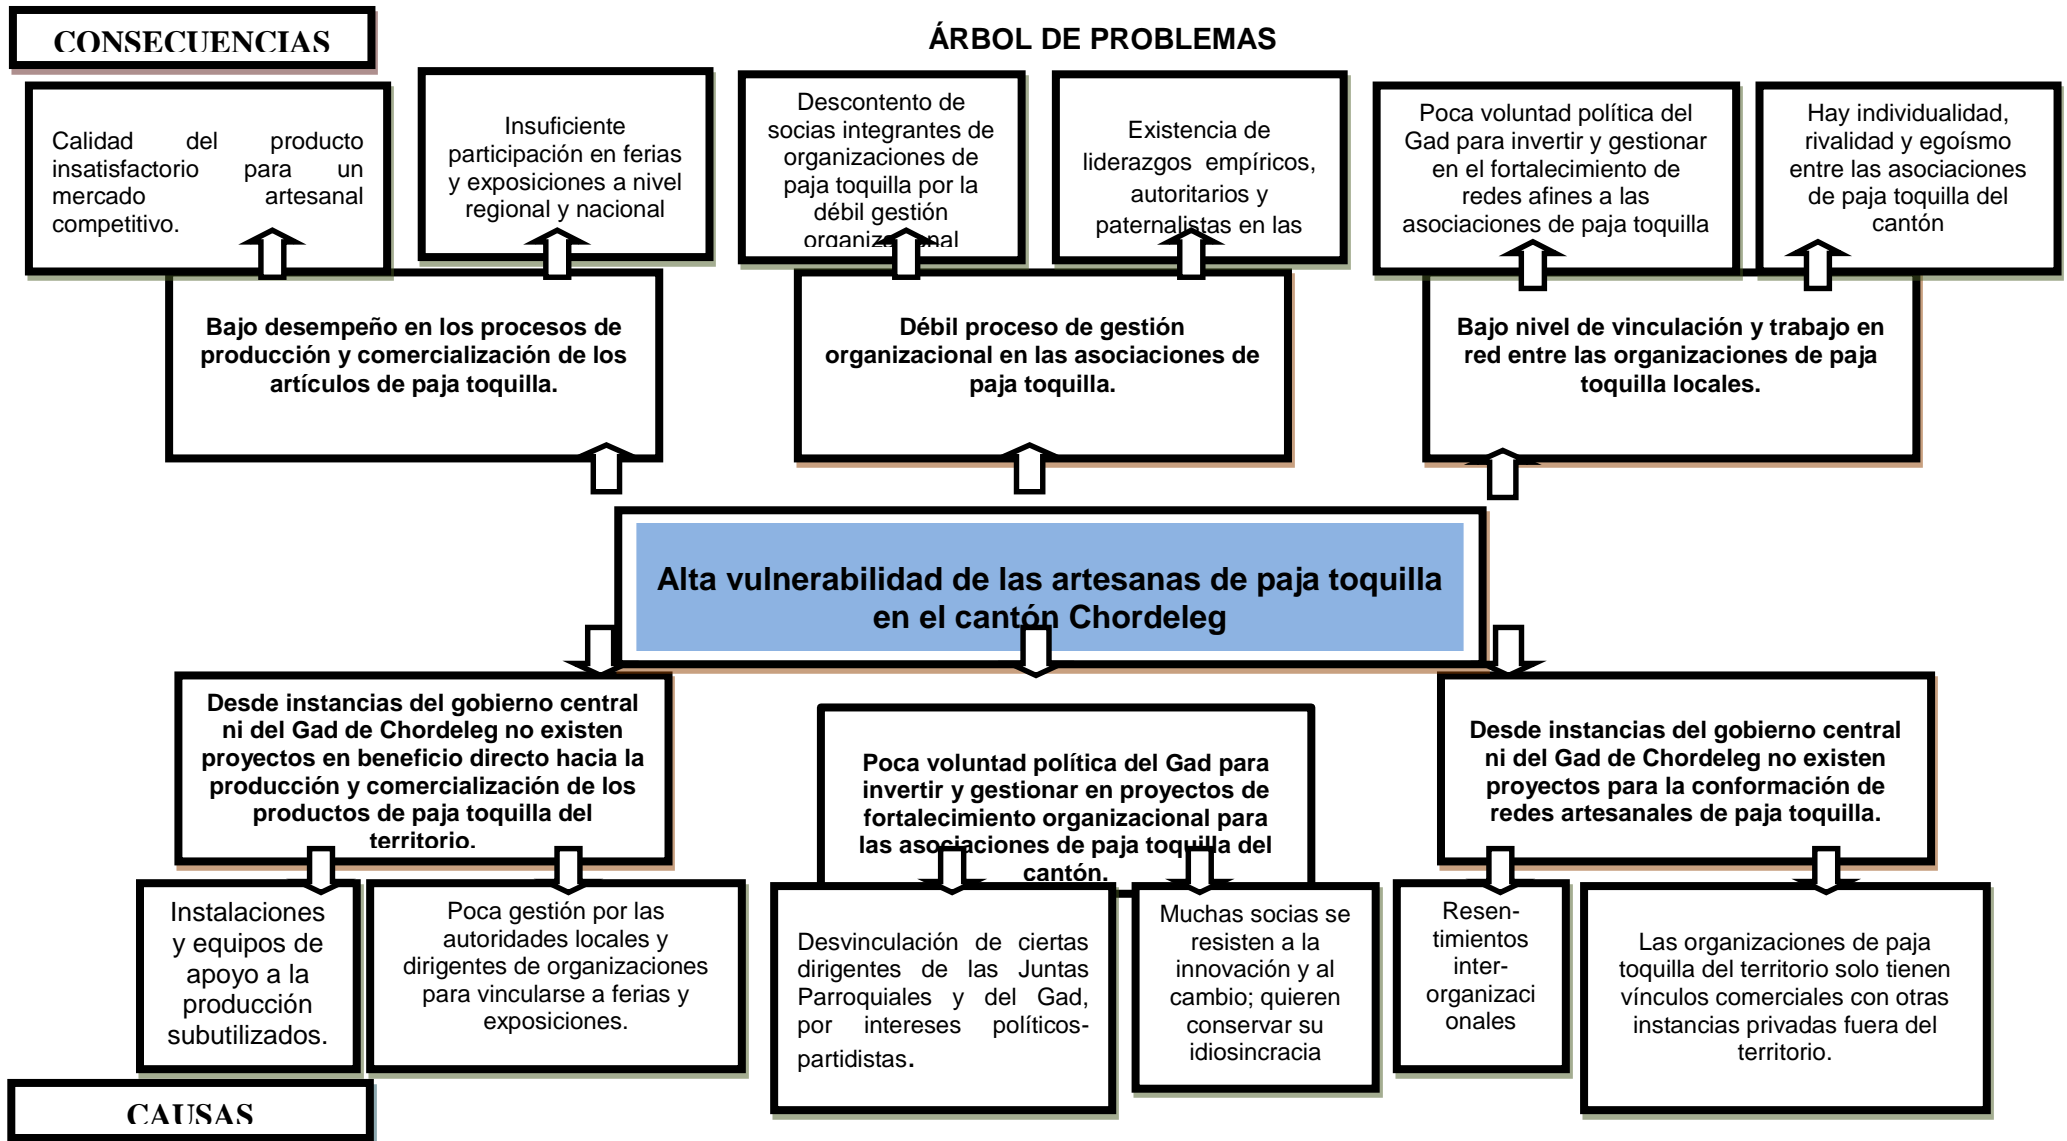 CONSECUENCIAS
ÁRBOL DE PROBLEMAS
Calidad del producto
insatisfactorio para un
mercado artesanal
competitivo.
Insuficiente
participación en ferias
y exposiciones a nivel
regional y nacional
Descontento de
socias integrantes de
organizaciones de
paja toquilla por la
débil gestión
organizacional
Existencia de
liderazgos empíricos,
autoritarios y
paternalistas en las
Poca voluntad política del
Gad para invertir y gestionar
en el fortalecimiento de
redes afines a las
asociaciones de paja toquilla
Hay individualidad,
rivalidad y egoísmo
entre las asociaciones
de paja toquilla del
cantón
Bajo desempeño en los procesos de
producción y comercialización de los
artículos de paja toquilla.
Débil proceso de gestión
organizacional en las asociaciones de
paja toquilla.
Bajo nivel de vinculación y trabajo en
red entre las organizaciones de paja
toquilla locales.
Alta vulnerabilidad de las artesanas de paja toquilla
en el cantón Chordeleg
Desde instancias del gobierno central
ni del Gad de Chordeleg no existen
proyectos en beneficio directo hacia la
producción y comercialización de los
productos de paja toquilla del
territorio.
Poca voluntad política del Gad para
invertir y gestionar en proyectos de
fortalecimiento organizacional para
las asociaciones de paja toquilla del
cantón.
Desde instancias del gobierno central
ni del Gad de Chordeleg no existen
proyectos para la conformación de
redes artesanales de paja toquilla.
Instalaciones
y equipos de
apoyo a la
producción
subutilizados.
Poca gestión por las
autoridades locales y
dirigentes de organizaciones
para vincularse a ferias y
exposiciones.
Desvinculación de ciertas
dirigentes de las Juntas
Parroquiales y del Gad,
por intereses políticos-
partidistas.
Muchas socias se
resisten a la
innovación y al
cambio; quieren
conservar su
idiosincracia
Resen-
timientos
inter-
organizaci
onales
Las organizaciones de paja
toquilla del territorio solo tienen
vínculos comerciales con otras
instancias privadas fuera del
territorio.
CAUSAS